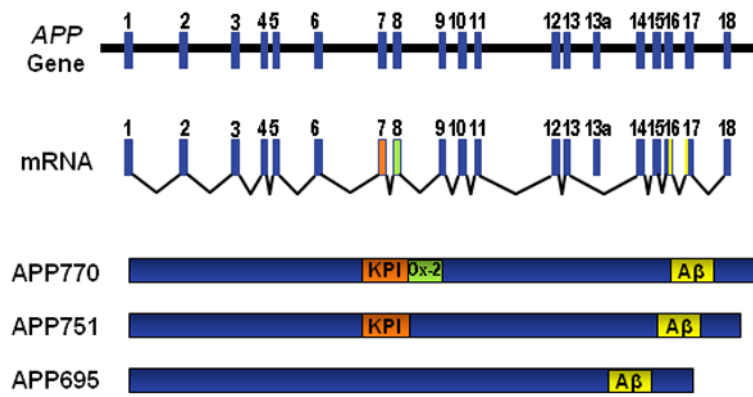 1 2 3 4 5 6 7 8 9 10 11 12 13 13a 14 15 16 17 18
APP
Gene
1 2 3 4 5 6 7 8 9 10 11 12 13 13a 14 15 16 17 18
mRNA
APP770 KPI Ox-2 Aβ
APP751 KPI Aβ
APP695 Aβ